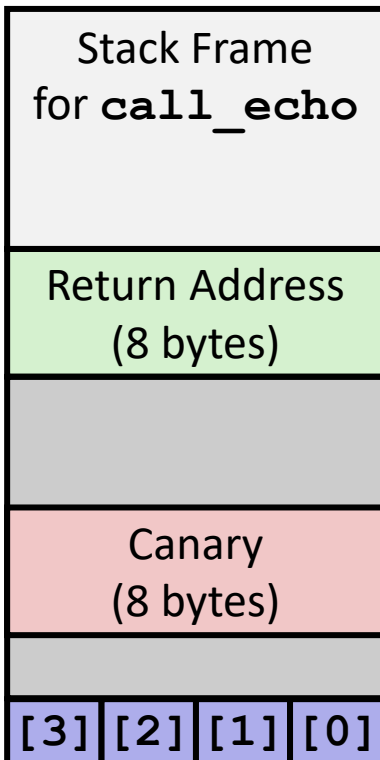 Stack Frame
for call_echo
Return Address
(8 bytes)
Canary
(8 bytes)
[3] [2] [1] [0]